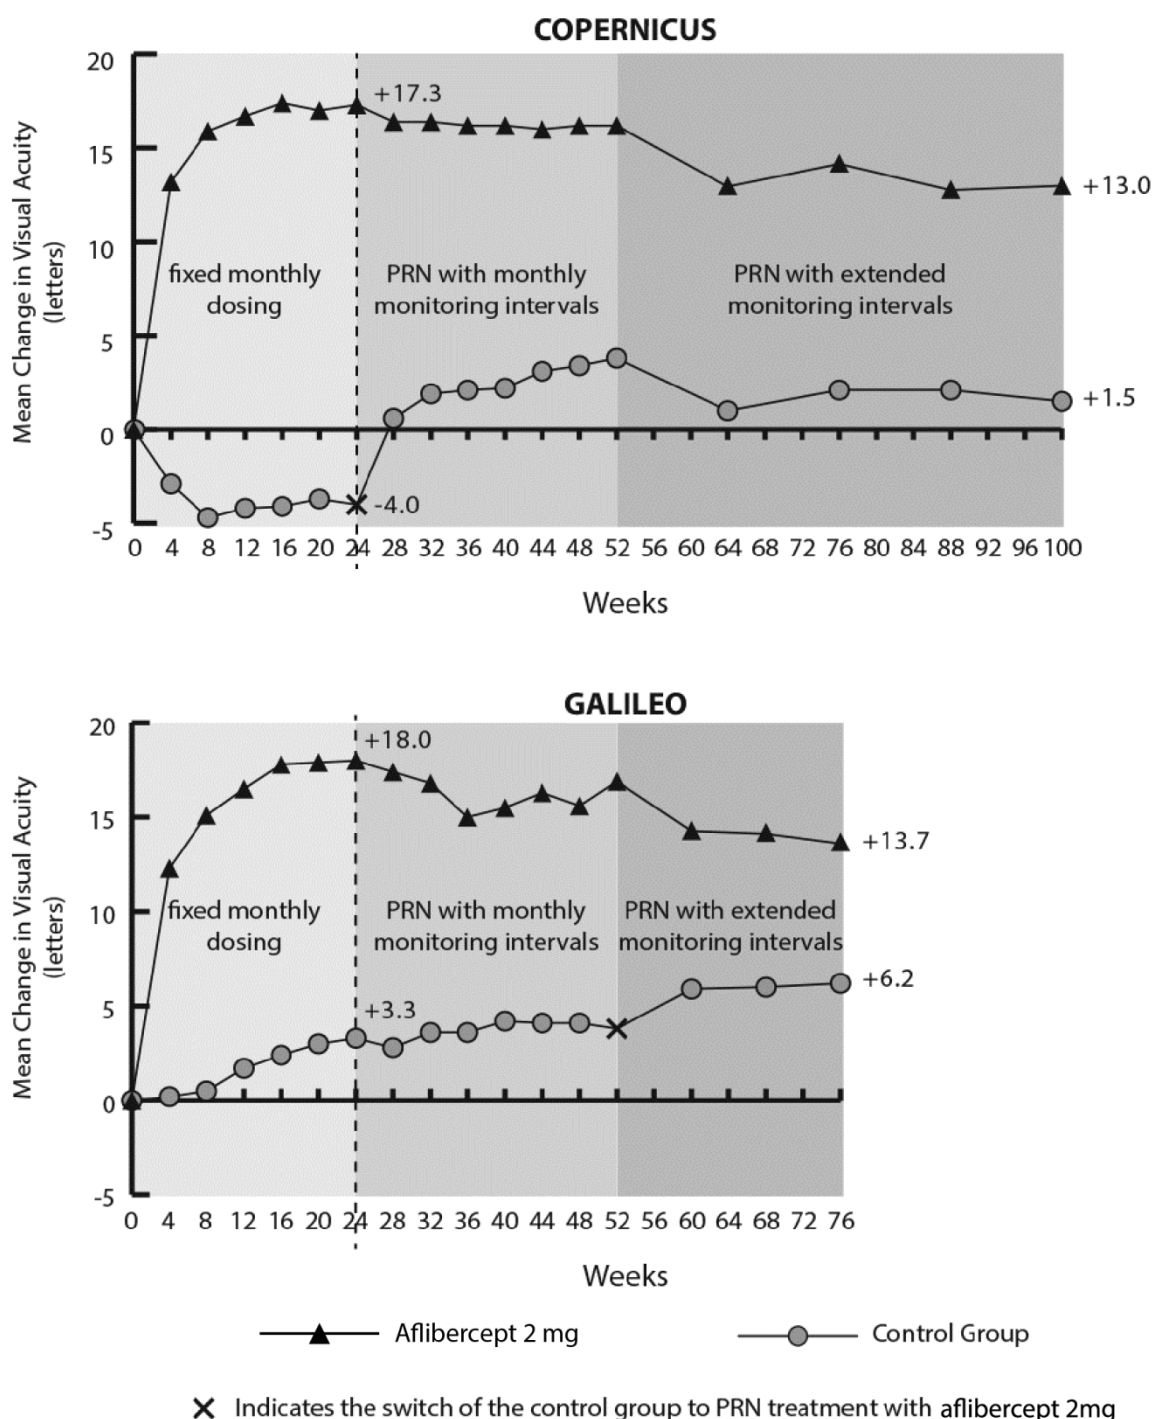 COPERNICUS
20
15
10
5
0
-5
Mean Change in Visual Acuity
(letters)
+17.3
+13.0
fixed monthly
dosing
PRN with monthly
monitoring intervals
PRN with extended
monitoring intervals
+1.5
-4.0
0 4 8 12 16 20 24 28 32 36 40 44 48 52 56 60 64 68 72 76 80 84 88 92 96 100
Weeks
GALILEO
20
15
10
5
0
-5
Mean Change in Visual Acuity
(letters)
+18.0
+13.7
fixed monthly
dosing
PRN with monthly
monitoring intervals
PRN with extended
monitoring intervals
+6.2
+3.3
0 4 8 12 16 20 24 28 32 36 40 44 48 52 56 60 64 68 72 76
Weeks
Aflibercept 2 mg
Control Group
Indicates the switch of the control group to PRN treatment with aflibercept 2mg